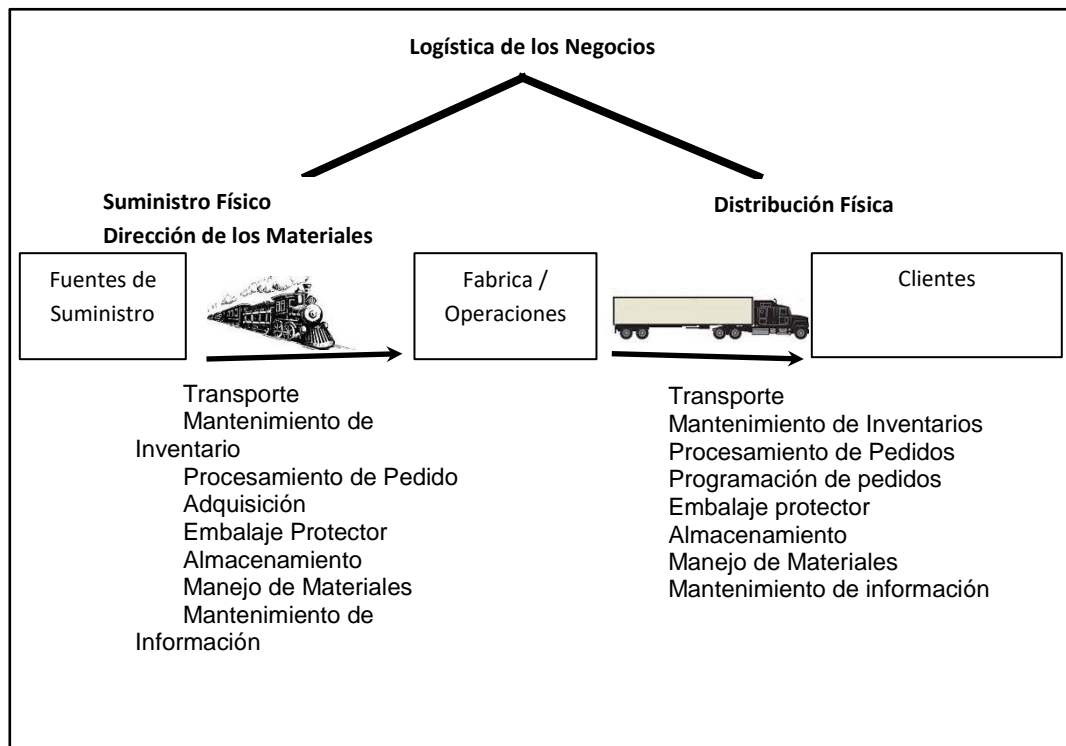 Logística de los Negocios
Suministro Físico
Dirección de los Materiales
Distribución Física
Fuentes de
Suministro
Fabrica /
Operaciones
Clientes
Transporte
Mantenimiento de
Inventario
Procesamiento de Pedido
Adquisición
Embalaje Protector
Almacenamiento
Manejo de Materiales
Mantenimiento de
Información
Transporte
Mantenimiento de Inventarios
Procesamiento de Pedidos
Programación de pedidos
Embalaje protector
Almacenamiento
Manejo de Materiales
Mantenimiento de información